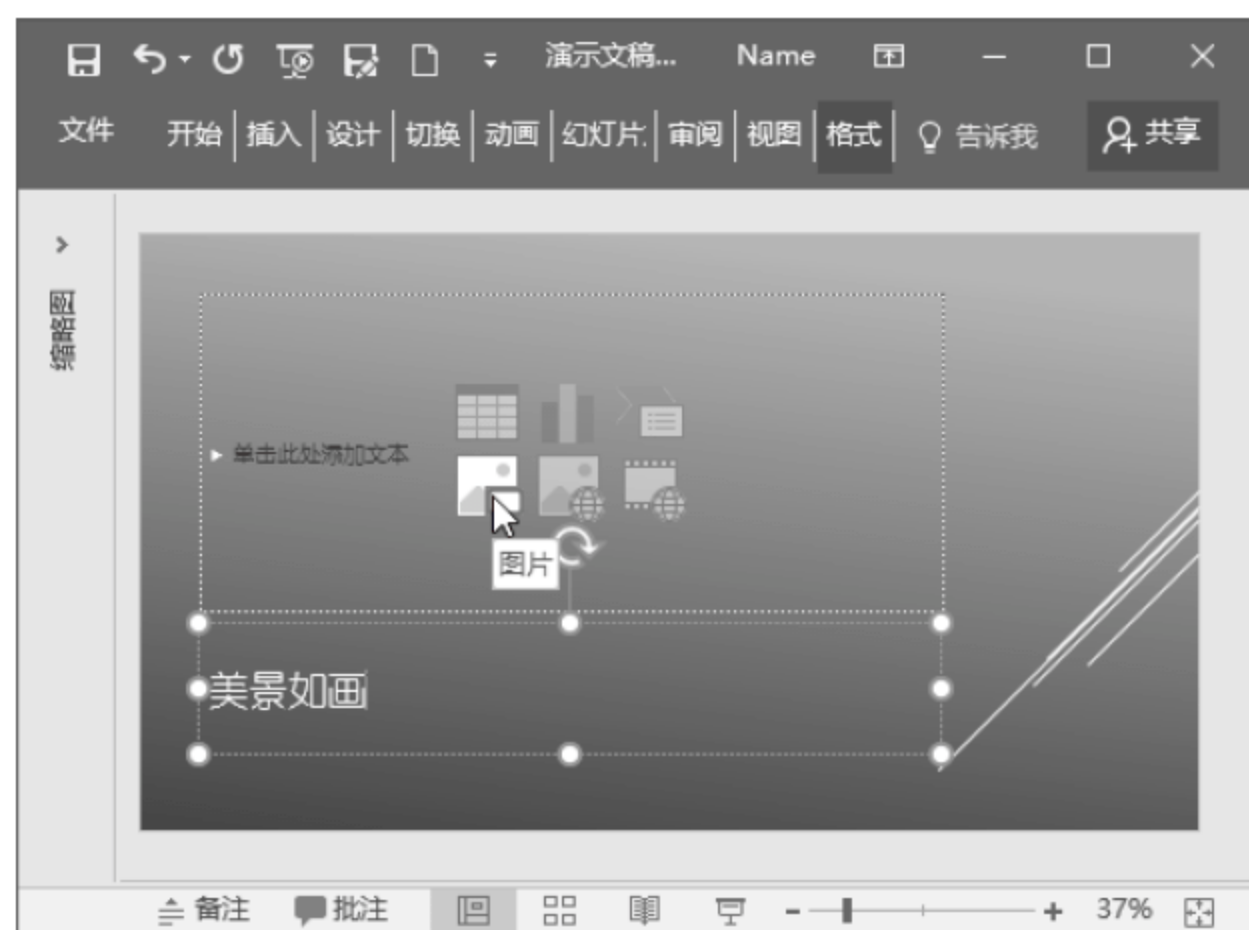 演示文稿... Name
文件 开始 插入 设计 切换 动画 幻灯片 审阅 视图 格式 告诉我 共享
缩略图
单击此处添加文本
图片
美景如画
备注 批注 37%